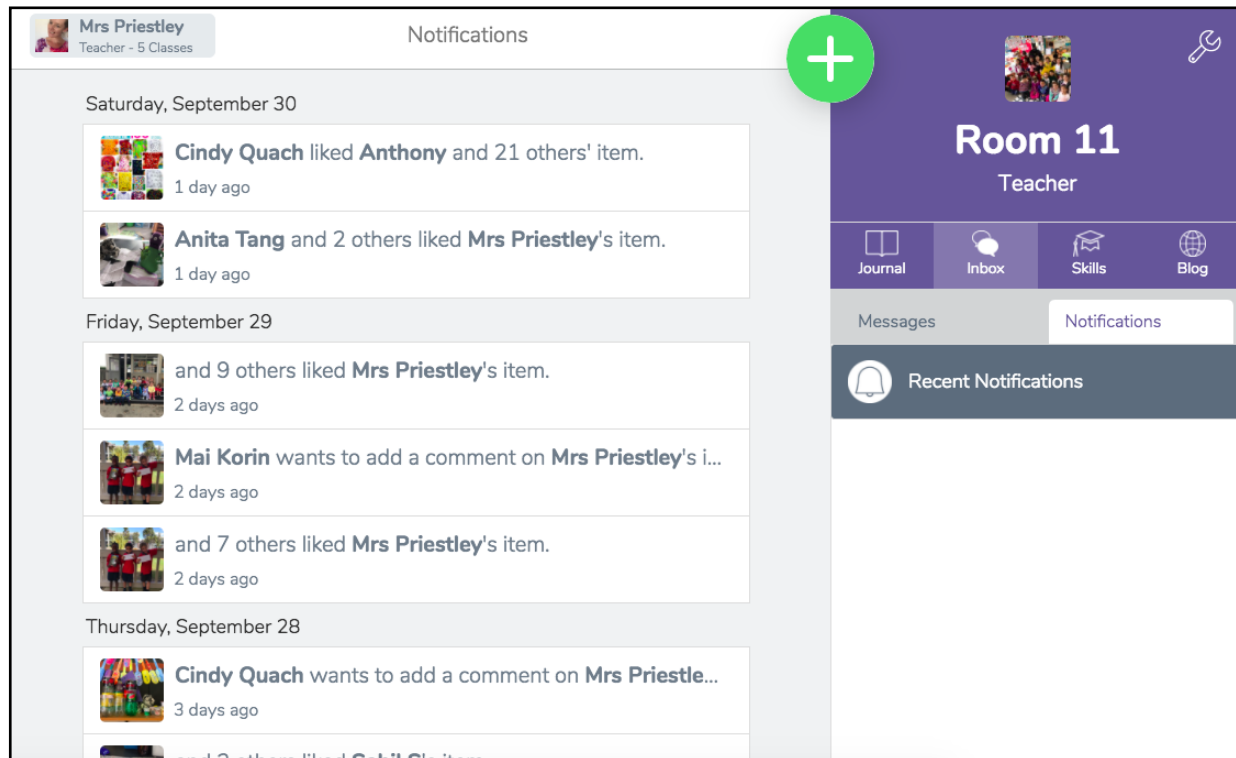 Mrs Priestley
Teacher - 5 Classes
Notifications
Saturday, September 30
Cindy Quach liked Anthony and 21 others' item.
1 day ago
Anita Tang and 2 others liked Mrs Priestley's item.
1 day ago
Friday, September 29
and 9 others liked Mrs Priestley's item.
2 days ago
Mai Korin wants to add a comment on Mrs Priestley's i...
2 days ago
and 7 others liked Mrs Priestley's item.
2 days ago
Thursday, September 28
Cindy Quach wants to add a comment on Mrs Priestle...
3 days ago
others liked
Room 11
Teacher
Journal
Inbox
Skills
Blog
Messages
Notifications
Recent Notifications